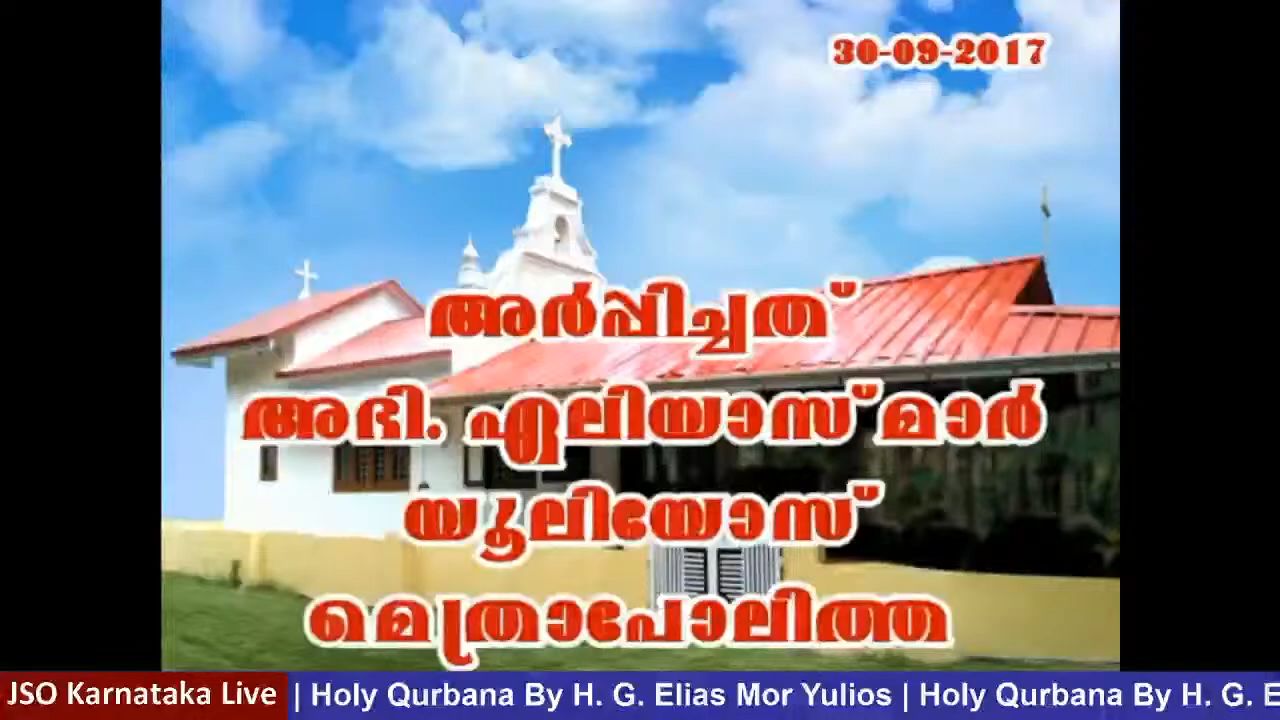 30-09-2017
അർപ്പിച്ചത്
അഭി. ഏലിയാസ് മാർ
യൂലിയോസ്
മെത്രാപോലിത്ത
JSO Karnataka Live | Holy Qurbana By H. G. Elias Mor Yulios | Holy Qurbana By H. G. E